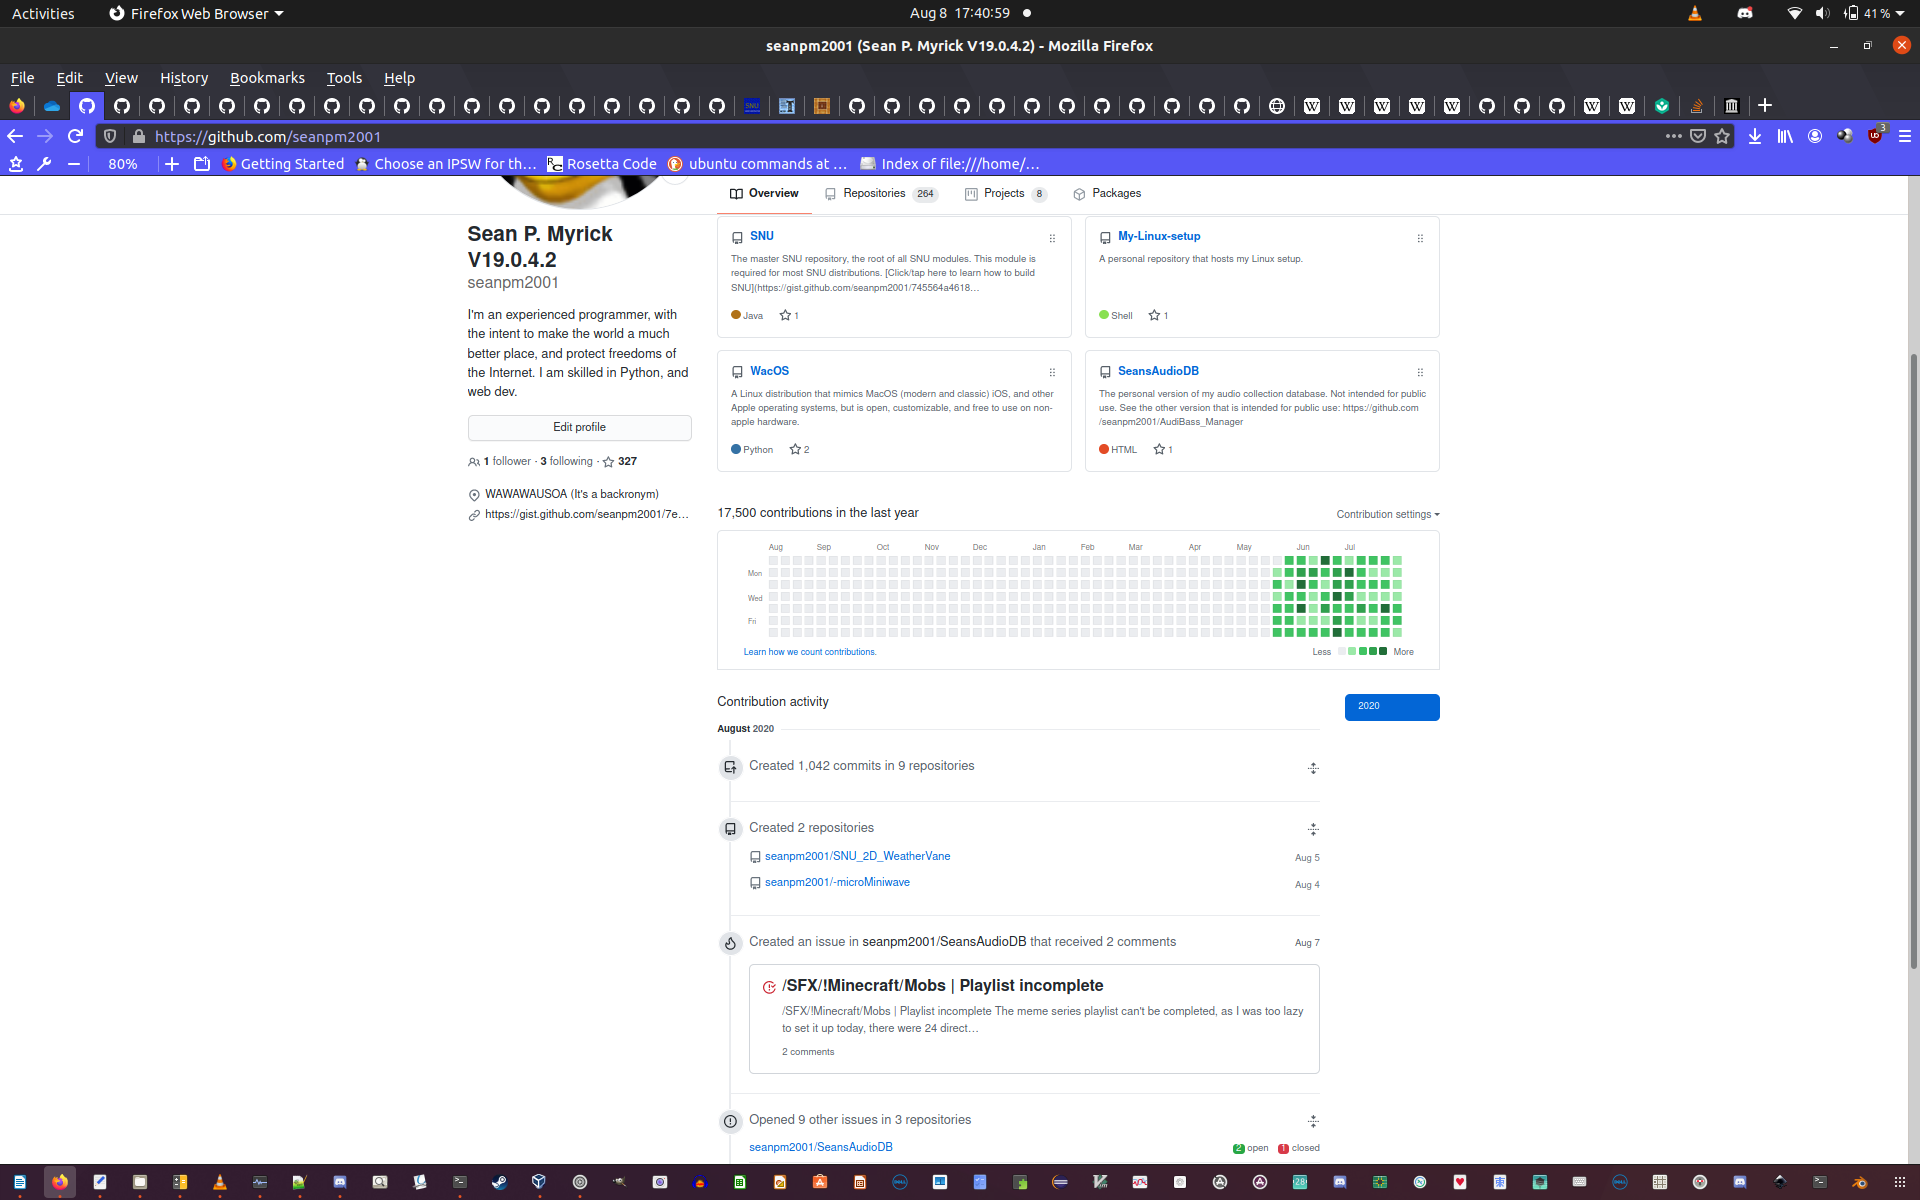 Activities
Firefox Web Browser
Aug 8 17:40:59
41 %
seanpm2001 (Sean P. Myrick V19.0.4.2) - Mozilla Firefox
File Edit View History Bookmarks Tools Help
https://github.com/seanpm2001
3
80%
Getting Started
Choose an IPSW for th…
Rosetta Code
ubuntu commands at …
Index of file:///home/…
Overview
Repositories 264
Projects 8
Packages
Sean P. Myrick
V19.0.4.2
seanpm2001
I'm an experienced programmer, with
the intent to make the world a much
better place, and protect freedoms of
the Internet. I am skilled in Python, and
web dev.
Edit profile
1 follower · 3 following · 327
WAWAWAUSOA (It's a backronym)
https://gist.github.com/seanpm2001/7e…
SNU
The master SNU repository, the root of all SNU modules. This module is
required for most SNU distributions. [Click/tap here to learn how to build
SNU](https://gist.github.com/seanpm2001/745564a4618…
Java 1
My-Linux-setup
A personal repository that hosts my Linux setup.
Shell 1
WacOS
A Linux distribution that mimics MacOS (modern and classic) iOS, and other
Apple operating systems, but is open, customizable, and free to use on non-
apple hardware.
Python 2
SeansAudioDB
The personal version of my audio collection database. Not intended for public
use. See the other version that is intended for public use: https://github.com
/seanpm2001/AudiBass_Manager
HTML 1
17,500 contributions in the last year
Contribution settings
Aug Sep Oct Nov Dec Jan Feb Mar Apr May Jun Jul
Mon
Wed
Fri
Learn how we count contributions.
Less More
Contribution activity
2020
August 2020
Created 1,042 commits in 9 repositories
Created 2 repositories
seanpm2001/SNU_2D_WeatherVane Aug 5
seanpm2001/-microMiniwave Aug 4
Created an issue in seanpm2001/SeansAudioDB that received 2 comments Aug 7
/SFX/!Minecraft/Mobs | Playlist incomplete
/SFX/!Minecraft/Mobs | Playlist incomplete The meme series playlist can't be completed, as I was too lazy
to set it up today, there were 24 direct…
2 comments
Opened 9 other issues in 3 repositories
seanpm2001/SeansAudioDB 2 open 1 closed